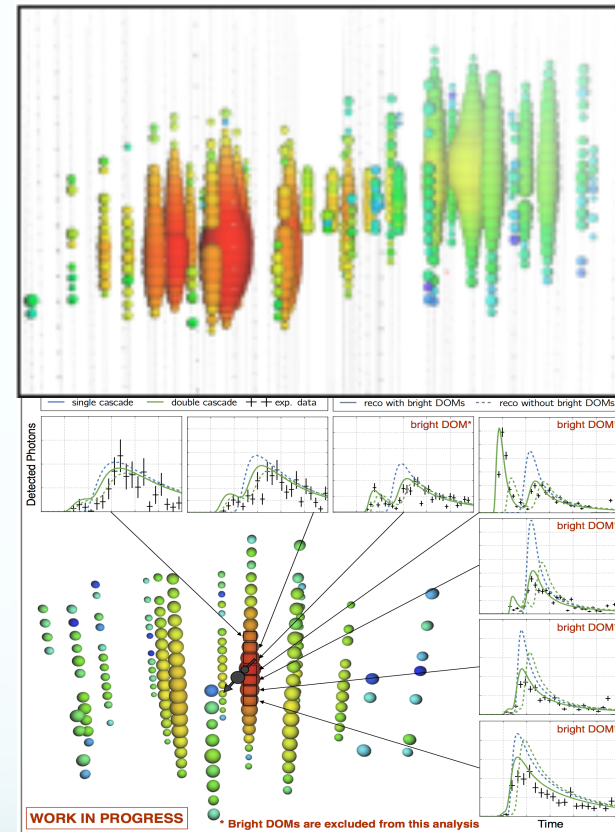 single cascade double cascade exp. data reco with bright DOMs reco without bright DOMs
Detected Photons
bright DOM*
bright DOM
bright DOM
bright DOM
bright DOM
WORK IN PROGRESS
* Bright DOMs are excluded from this analysis
Time